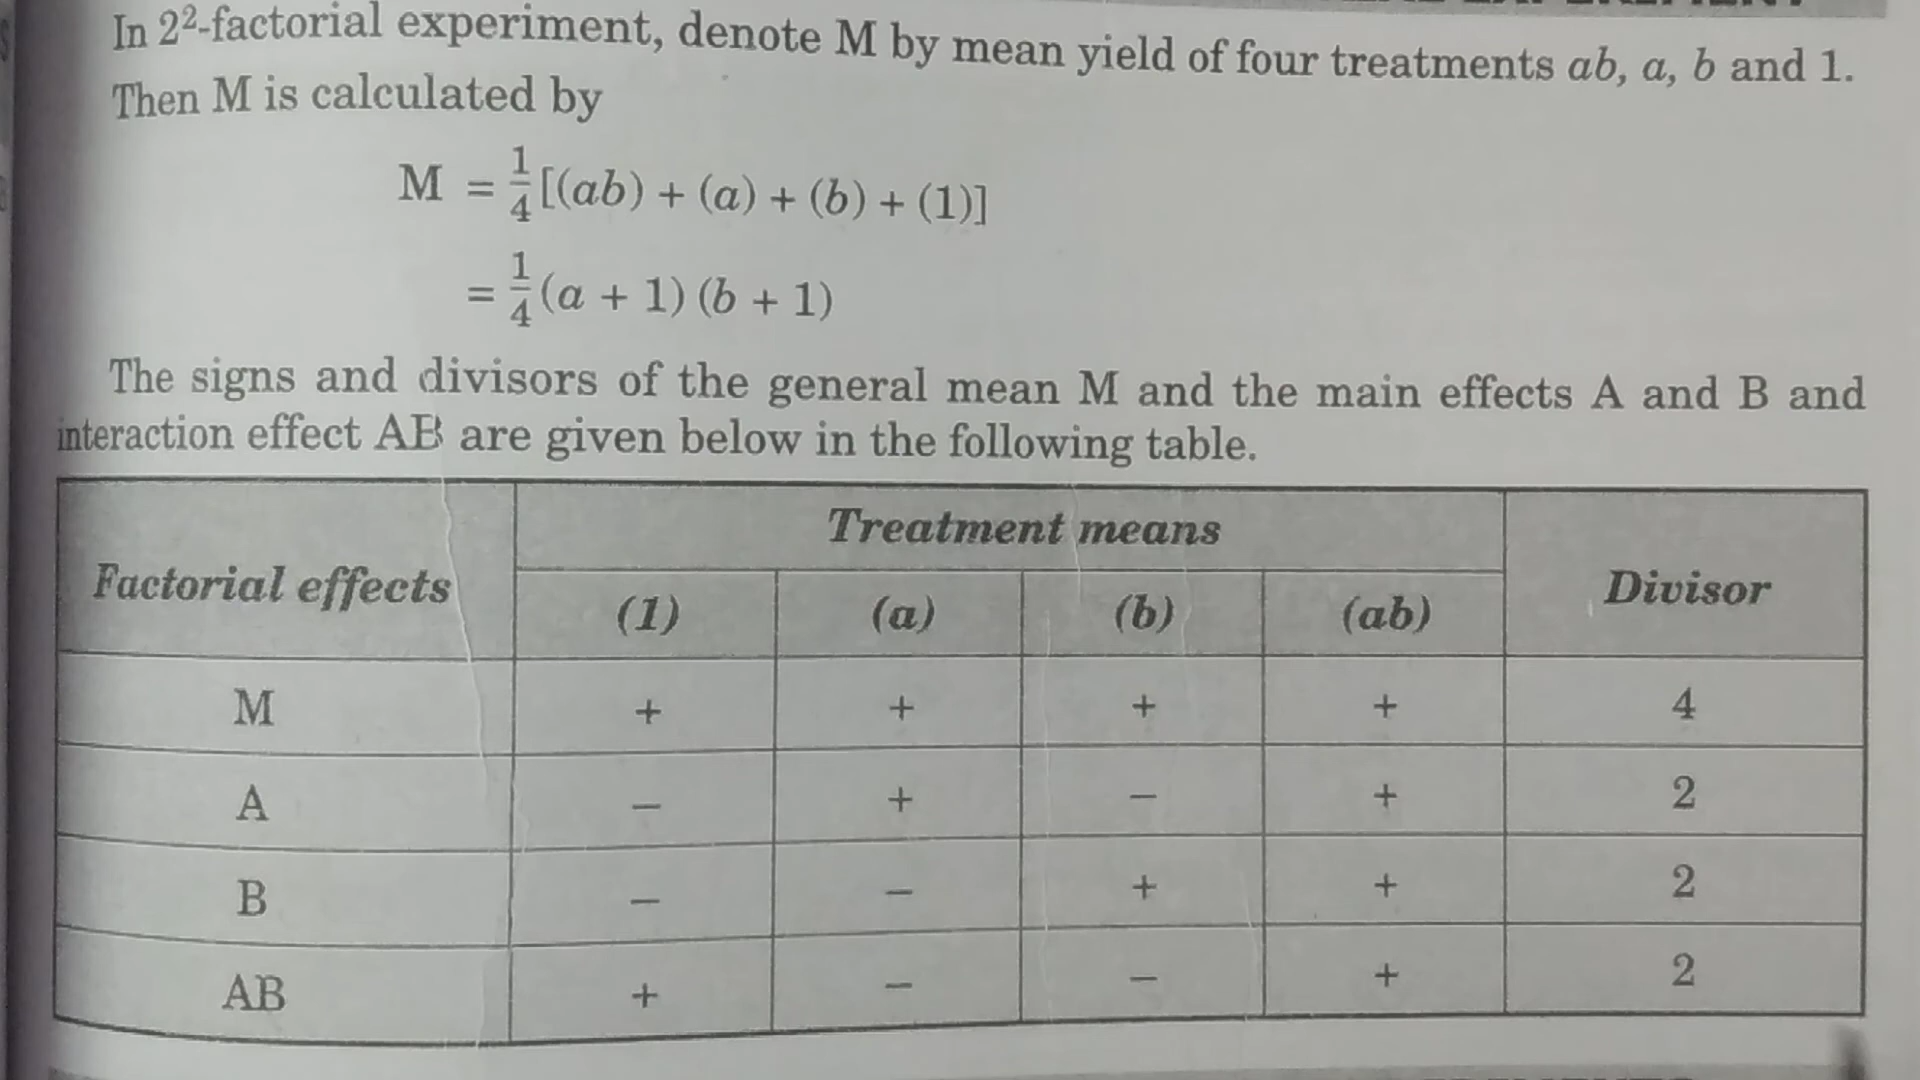 In 2²-factorial experiment, denote M by mean yield of four treatments ab, a, b and 1.
Then M is calculated by
M = 1/4 [(ab) + (a) + (b) + (1)]
= 1/4 (a + 1) (b + 1)
The signs and divisors of the general mean M and the main effects A and B and
interaction effect AB are given below in the following table.
Factorial effects Treatment means Divisor
(1) (a) (b) (ab)
M + + + + 4
A − + − + 2
B − − + + 2
AB + − − + 2